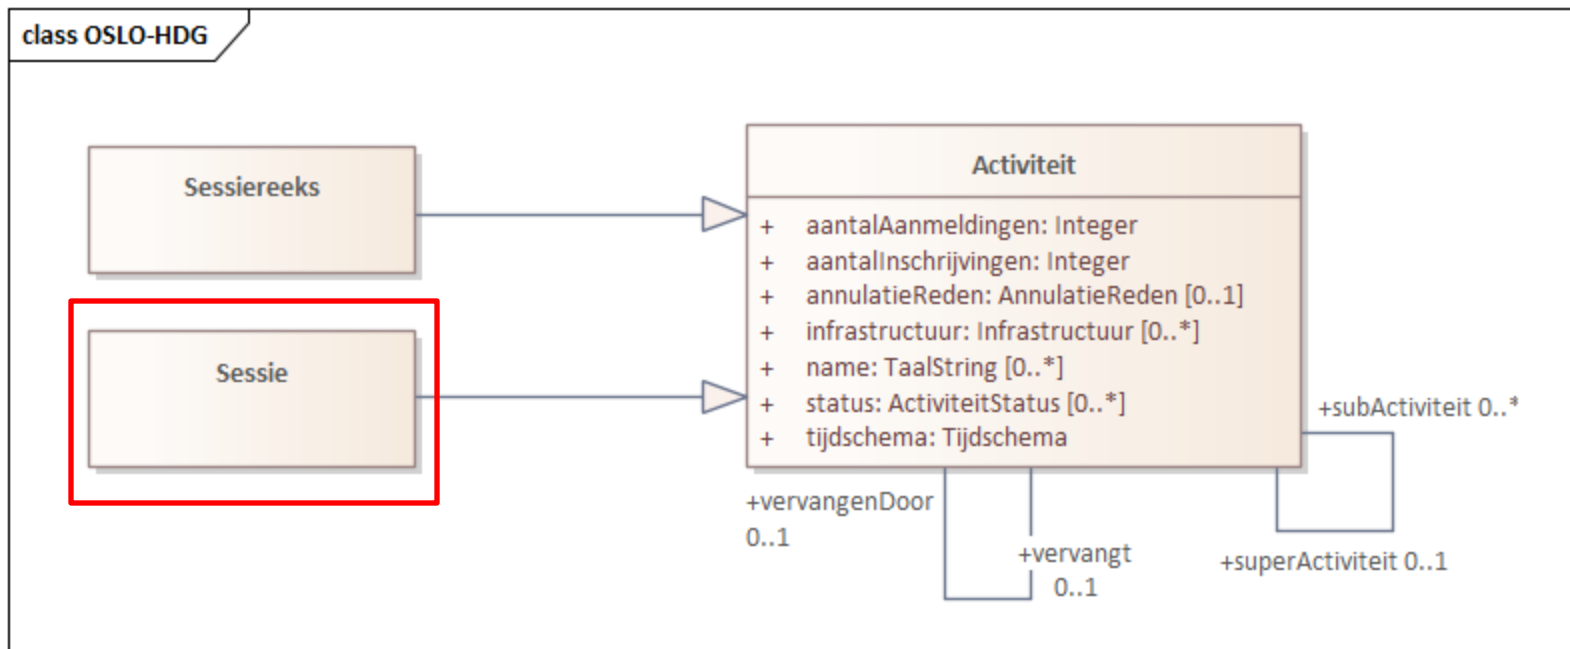 class OSLO-HDG
Sessiereeks
Sessie
Activiteit
+ aantalAanmeldingen: Integer
+ aantalInschrijvingen: Integer
+ annulatieReden: AnnulatieReden [0..1]
+ infrastructuur: Infrastructuur [0..*]
+ name: TaalString [0..*]
+ status: ActiviteitStatus [0..*]
+ tijdschema: Tijdschema
+subActiviteit 0..*
+vervangenDoor
0..1
+vervangt
0..1
+superActiviteit 0..1